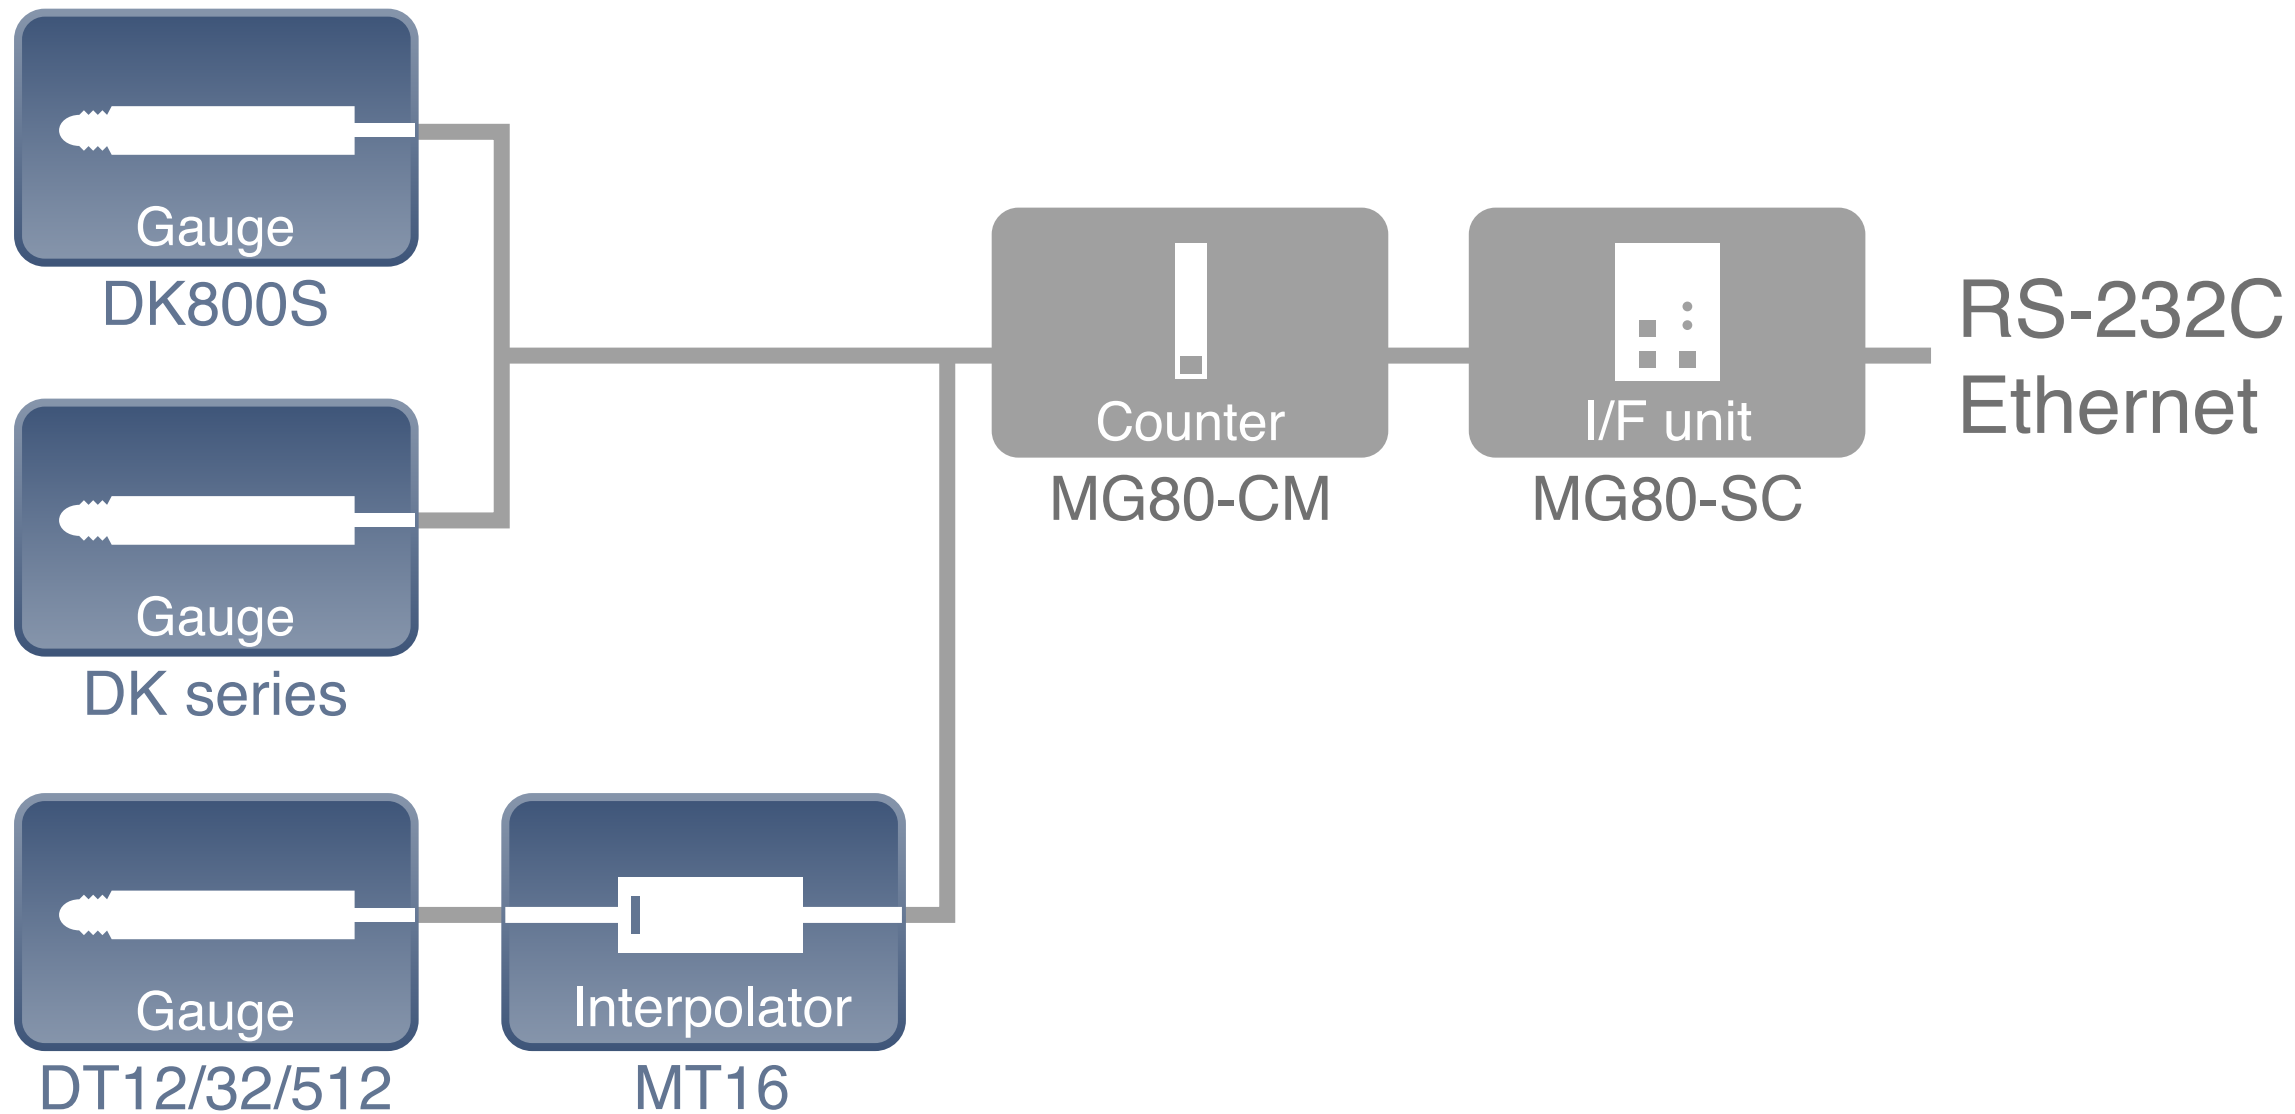 Gauge
DK800S
Gauge
DK series
Gauge
DT12/32/512
Interpolator
MT16
Counter
MG80-CM
I/F unit
MG80-SC
RS-232C
Ethernet